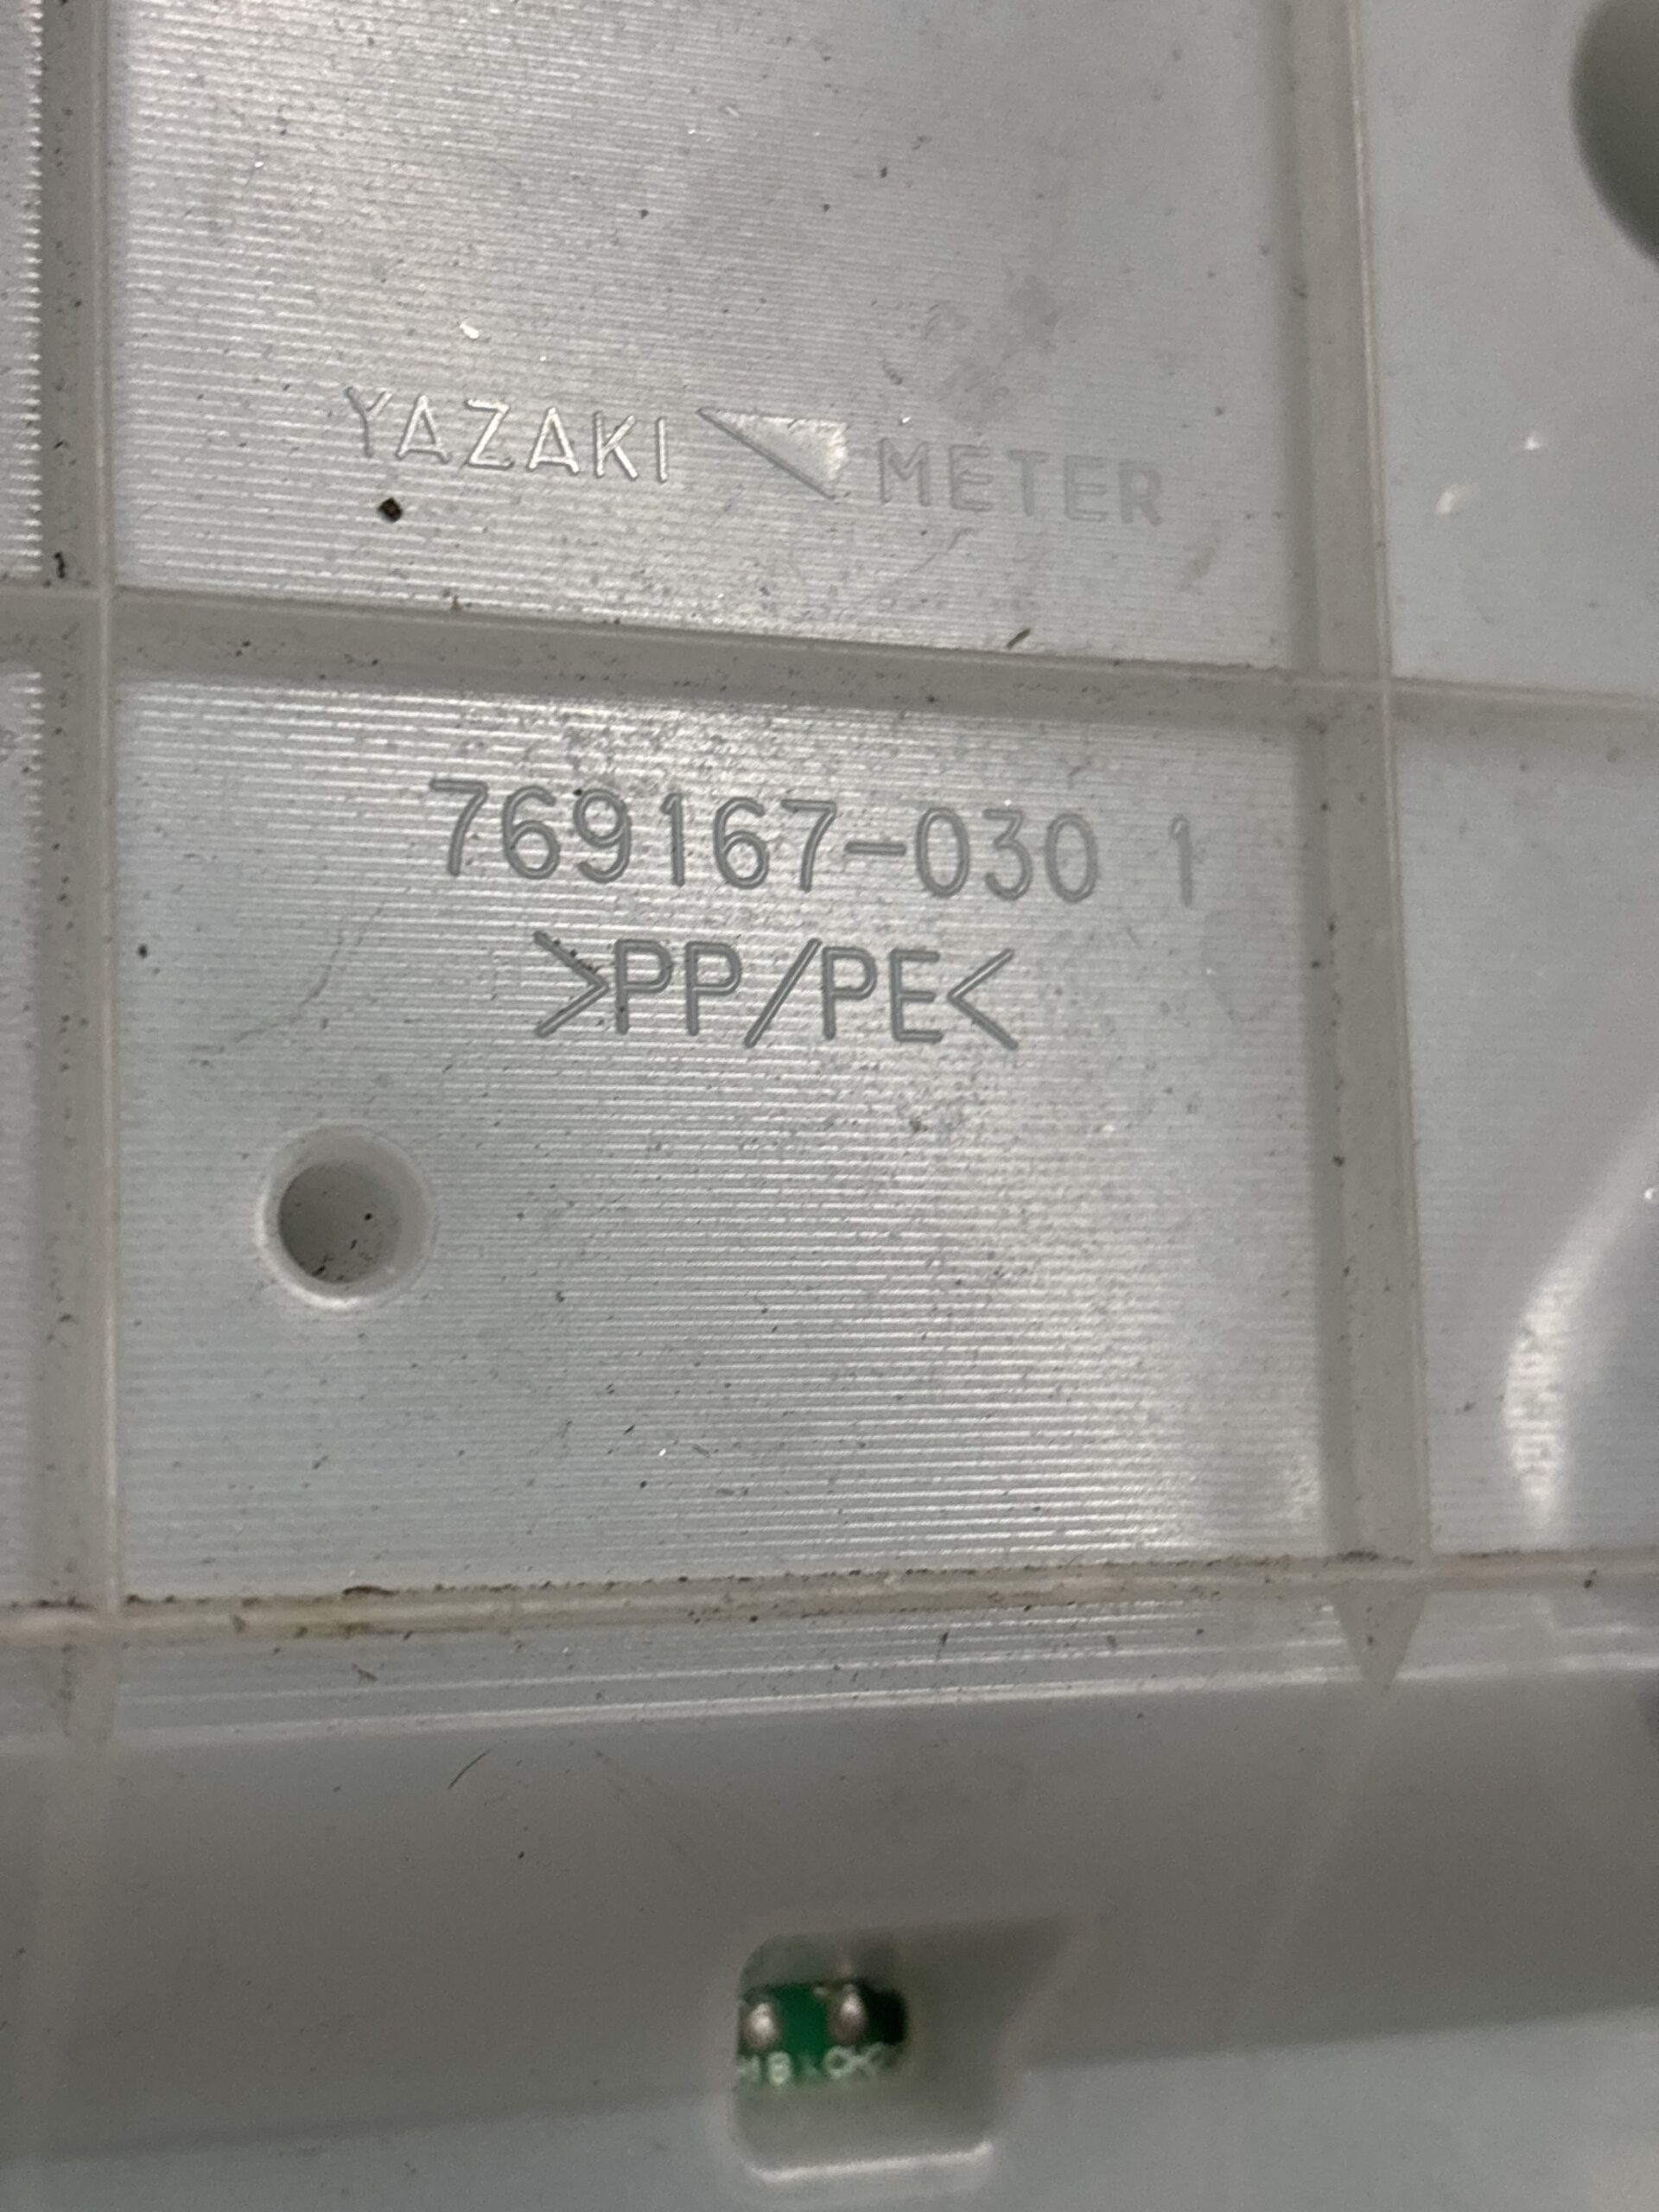 YAZAKI METER
769167-030 1
>PP/PE<